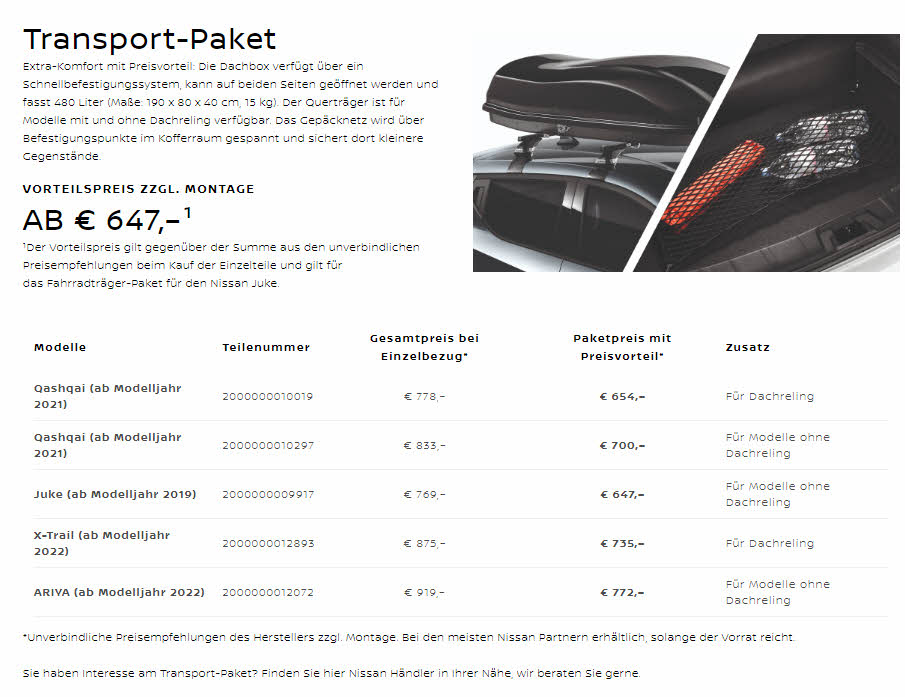 Transport-Paket
Extra-Komfort mit Preisvorteil: Die Dachbox verfügt über ein
Schnellbefestigungssystem, kann auf beiden Seiten geöffnet werden und
fasst 480 Liter (Maße: 190 x 80 x 40 cm, 15 kg). Der Querträger ist für
Modelle mit und ohne Dachreling verfügbar. Das Gepäcknetz wird über
Befestigungspunkte im Kofferraum gespannt und sichert dort kleinere
Gegenstände.
VORTEILSPREIS ZZGL. MONTAGE
AB € 647,–¹
¹Der Vorteilspreis gilt gegenüber der Summe aus den unverbindlichen
Preisempfehlungen beim Kauf der Einzelteile und gilt für
das Fahrradträger-Paket für den Nissan Juke.
Modelle Teilenummer Gesamtpreis bei Einzelbezug* Paketpreis mit Preisvorteil* Zusatz
Qashqai (ab Modelljahr 2021) 2000000010019 € 778,– € 654,– Für Dachreling
Qashqai (ab Modelljahr 2021) 2000000010297 € 833,– € 700,– Für Modelle ohne Dachreling
Juke (ab Modelljahr 2019) 2000000009917 € 769,– € 647,– Für Modelle ohne Dachreling
X-Trail (ab Modelljahr 2022) 2000000012893 € 875,– € 735,– Für Dachreling
ARIYA (ab Modelljahr 2022) 2000000012072 € 919,– € 772,– Für Modelle ohne Dachreling
*Unverbindliche Preisempfehlungen des Herstellers zzgl. Montage. Bei den meisten Nissan Partnern erhältlich, solange der Vorrat reicht.
Sie haben Interesse am Transport-Paket? Finden Sie hier Nissan Händler in Ihrer Nähe, wir beraten Sie gerne.